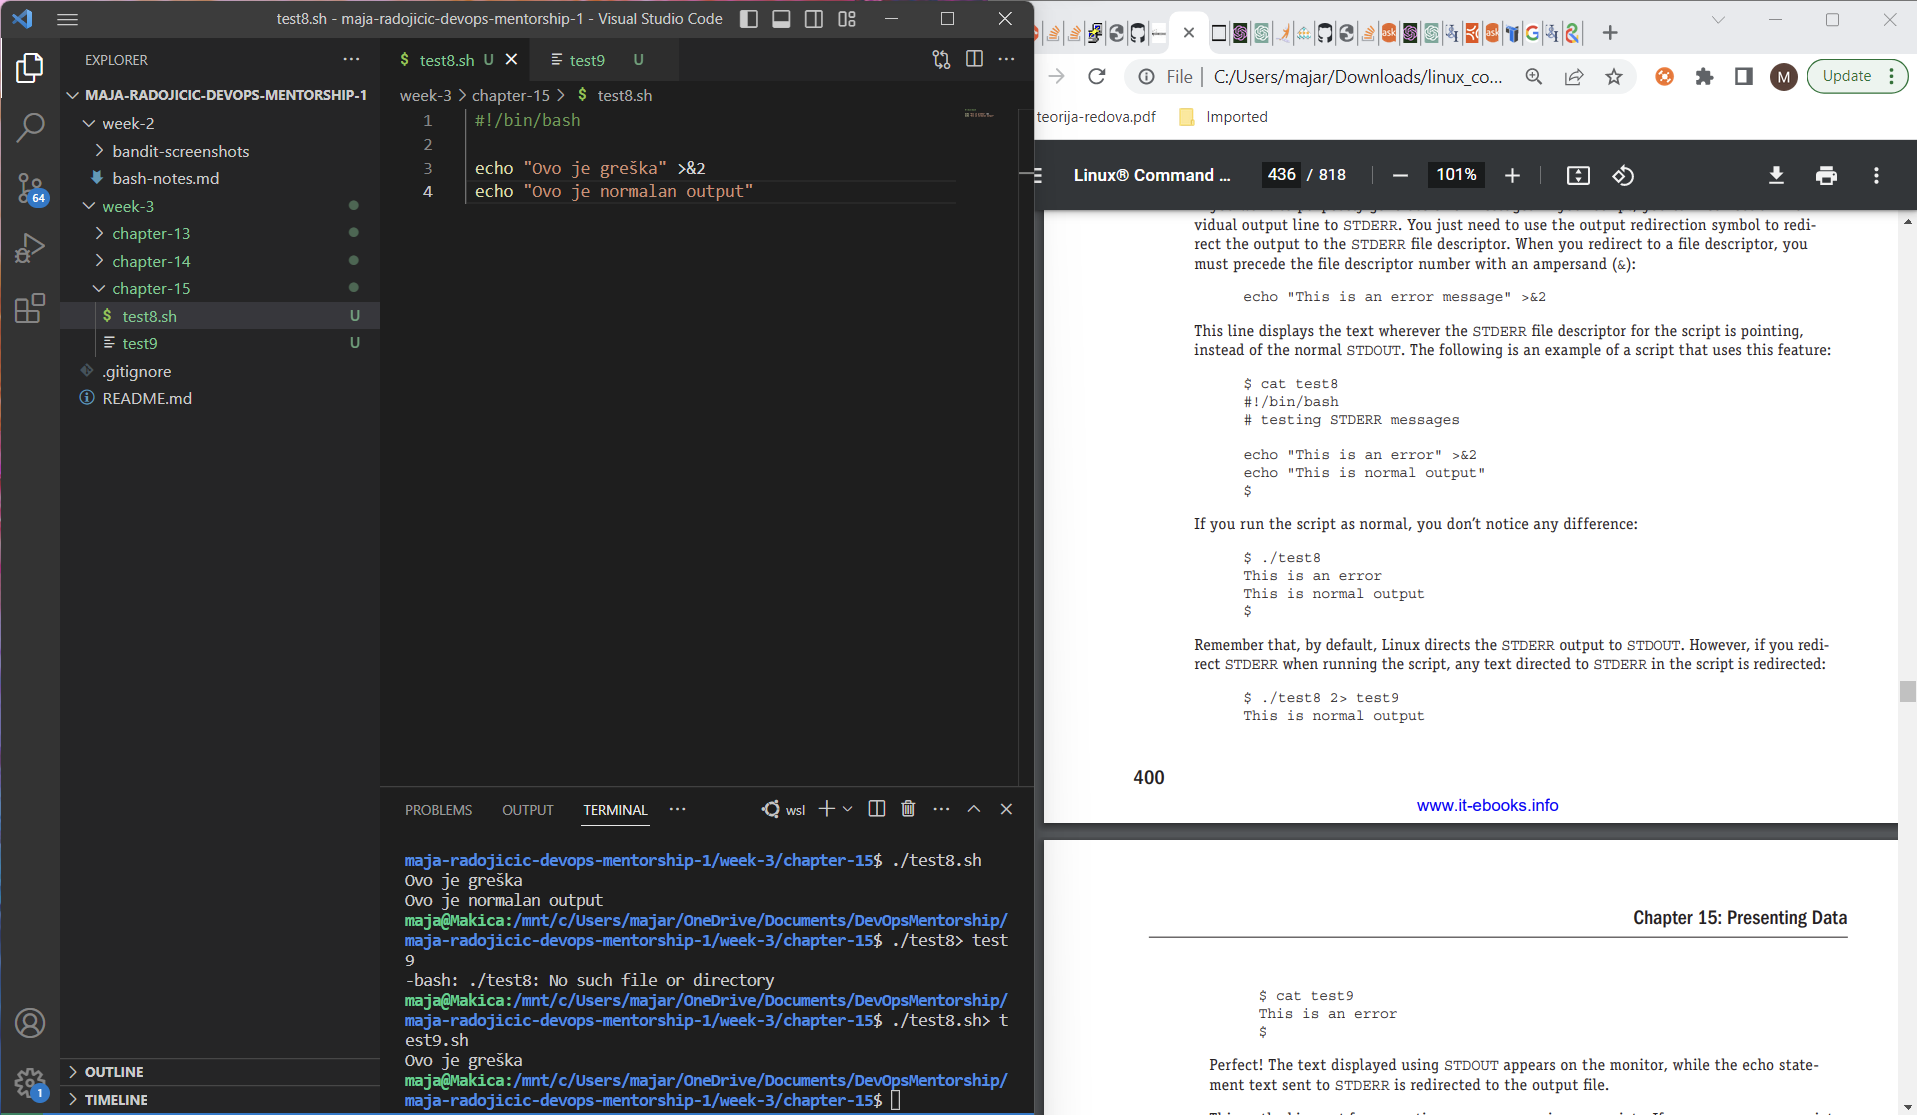 test8.sh - maja-radojicic-devops-mentorship-1 - Visual Studio Code
EXPLORER
MAJA-RADOJICIC-DEVOPS-MENTORSHIP-1
week-2
bandit-screenshots
bash-notes.md
week-3
chapter-13
chapter-14
chapter-15
$ test8.sh U
test9 U
.gitignore
README.md
64
1
OUTLINE
TIMELINE
$ test8.sh U
test9 U
week-3 > chapter-15 > $ test8.sh
1 #!/bin/bash
2
3 echo "Ovo je greška" >&2
4 echo "Ovo je normalan output"
PROBLEMS OUTPUT TERMINAL
wsl
maja-radojicic-devops-mentorship-1/week-3/chapter-15$ ./test8.sh
Ovo je greška
Ovo je normalan output
maja@Makica:/mnt/c/Users/majar/OneDrive/Documents/DevOpsMentorship/
maja-radojicic-devops-mentorship-1/week-3/chapter-15$ ./test8> test
9
-bash: ./test8: No such file or directory
maja@Makica:/mnt/c/Users/majar/OneDrive/Documents/DevOpsMentorship/
maja-radojicic-devops-mentorship-1/week-3/chapter-15$ ./test8.sh> t
est9.sh
Ovo je greška
maja@Makica:/mnt/c/Users/majar/OneDrive/Documents/DevOpsMentorship/
maja-radojicic-devops-mentorship-1/week-3/chapter-15$
File | C:/Users/majar/Downloads/linux_co...
M
Update
teorija-redova.pdf
Imported
Linux® Command ...
436 / 818
101%
vidual output line to STDERR. You just need to use the output redirection symbol to redi-
rect the output to the STDERR file descriptor. When you redirect to a file descriptor, you
must precede the file descriptor number with an ampersand (&):
echo "This is an error message" >&2
This line displays the text wherever the STDERR file descriptor for the script is pointing,
instead of the normal STDOUT. The following is an example of a script that uses this feature:
$ cat test8
#!/bin/bash
# testing STDERR messages
echo "This is an error" >&2
echo "This is normal output"
$
If you run the script as normal, you don't notice any difference:
$ ./test8
This is an error
This is normal output
$
Remember that, by default, Linux directs the STDERR output to STDOUT. However, if you redi-
rect STDERR when running the script, any text directed to STDERR in the script is redirected:
$ ./test8 2> test9
This is normal output
400
www.it-ebooks.info
Chapter 15: Presenting Data
$ cat test9
This is an error
$
Perfect! The text displayed using STDOUT appears on the monitor, while the echo state-
ment text sent to STDERR is redirected to the output file.